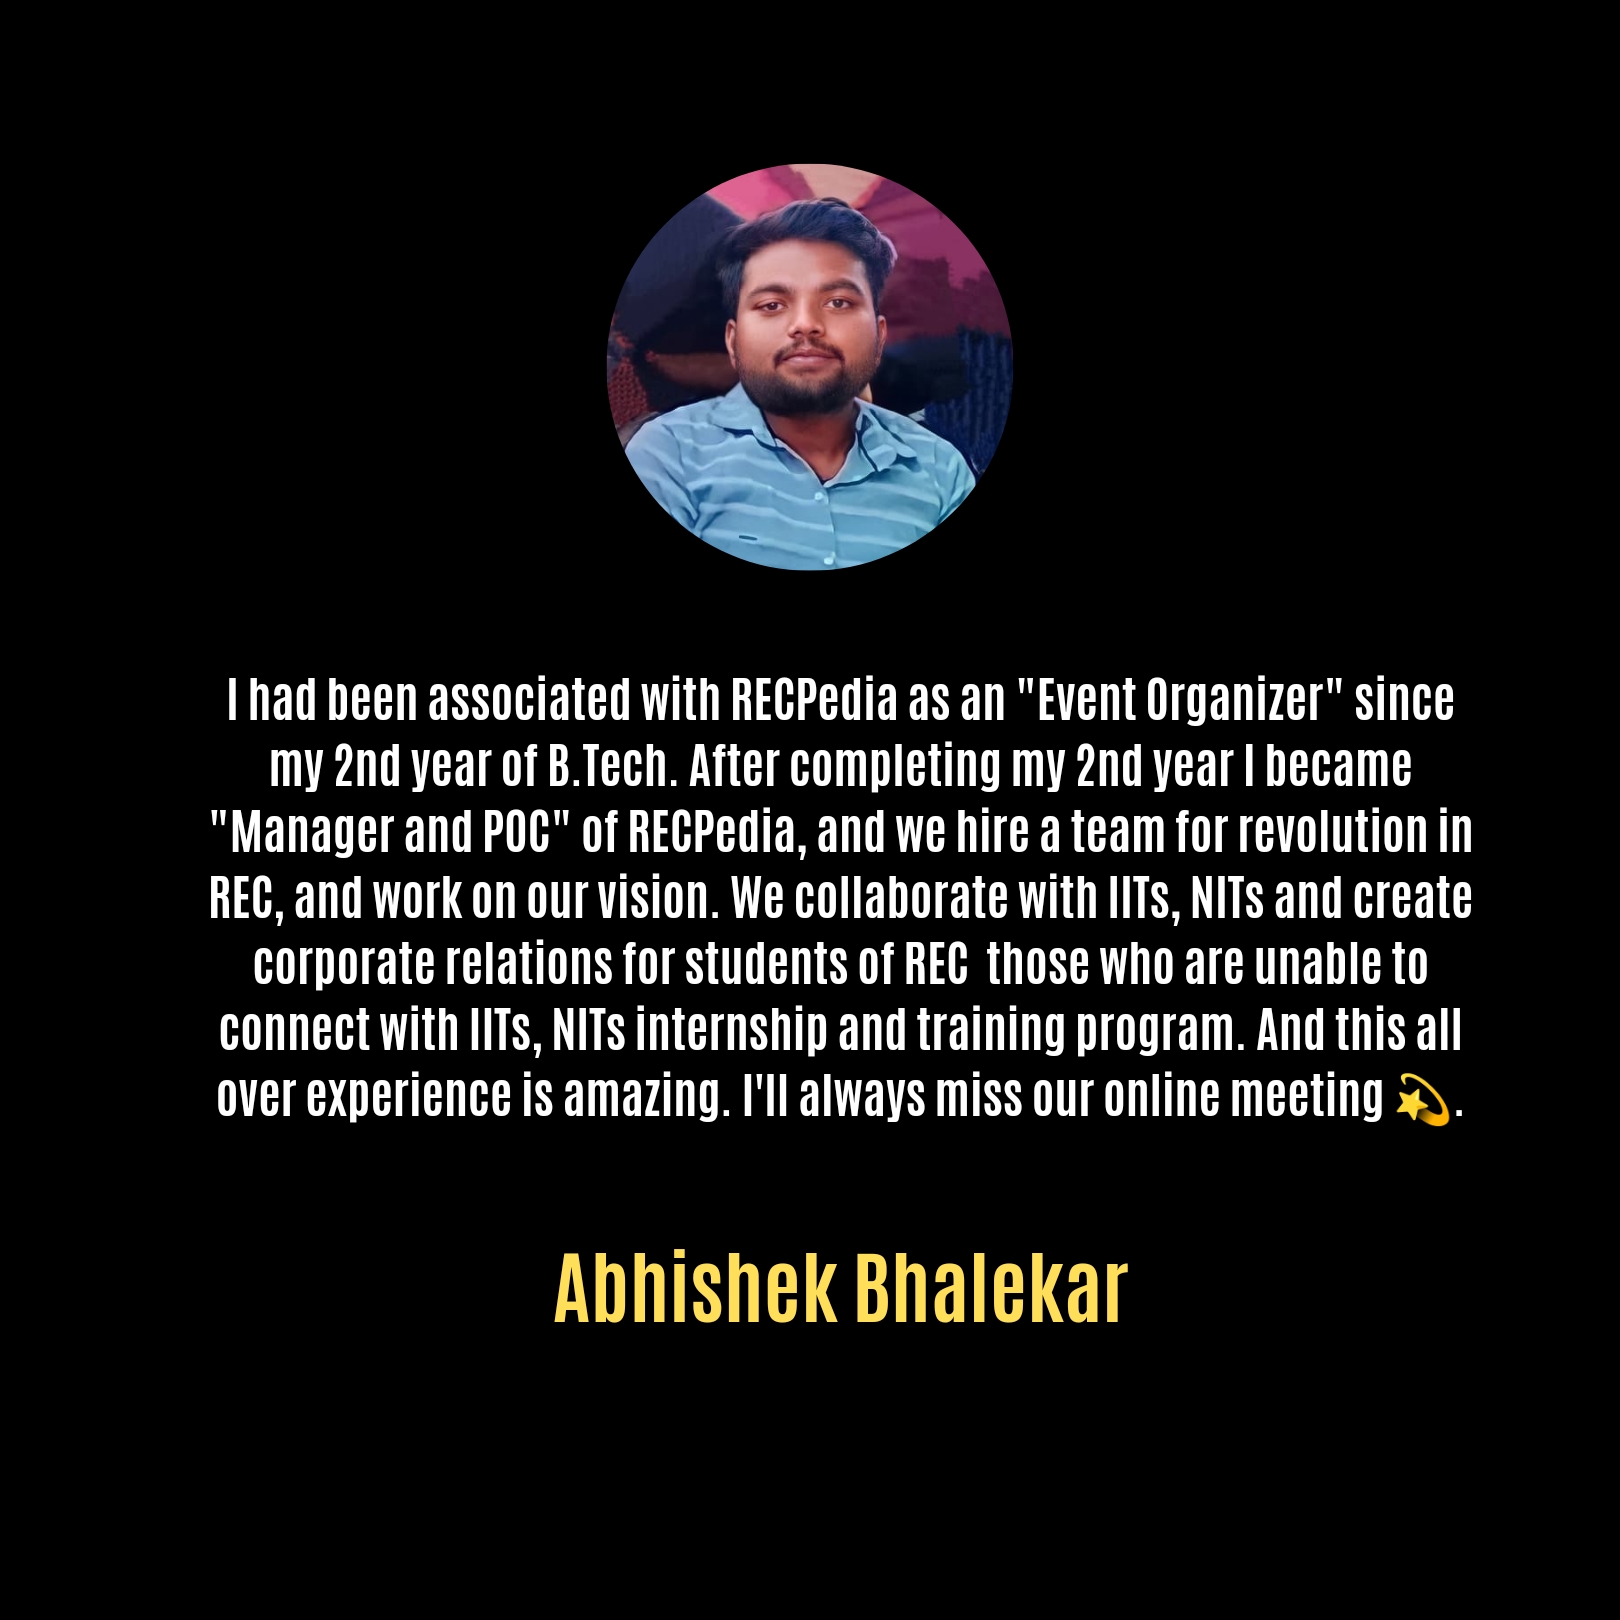 I had been associated with RECPedia as an "Event Organizer" since
my 2nd year of B.Tech. After completing my 2nd year I became
"Manager and POC" of RECPedia, and we hire a team for revolution in
REC, and work on our vision. We collaborate with IITs, NITs and create
corporate relations for students of REC  those who are unable to
connect with IITs, NITs internship and training program. And this all
over experience is amazing. I'll always miss our online meeting 💫.
Abhishek Bhalekar